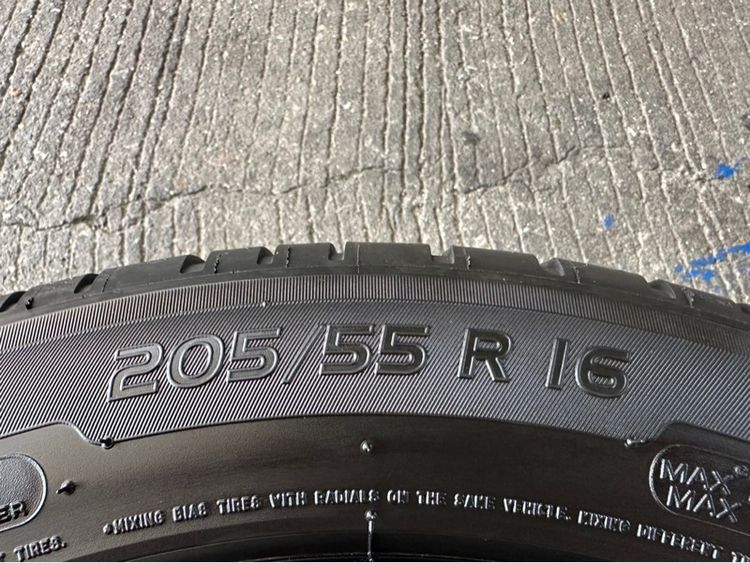 205/55 R 16
MAX
MAX
•MIXING BIAS TIRES WITH RADIALS ON THE SAME VEHICLE. MIXING DIFFERENT
TIRES.